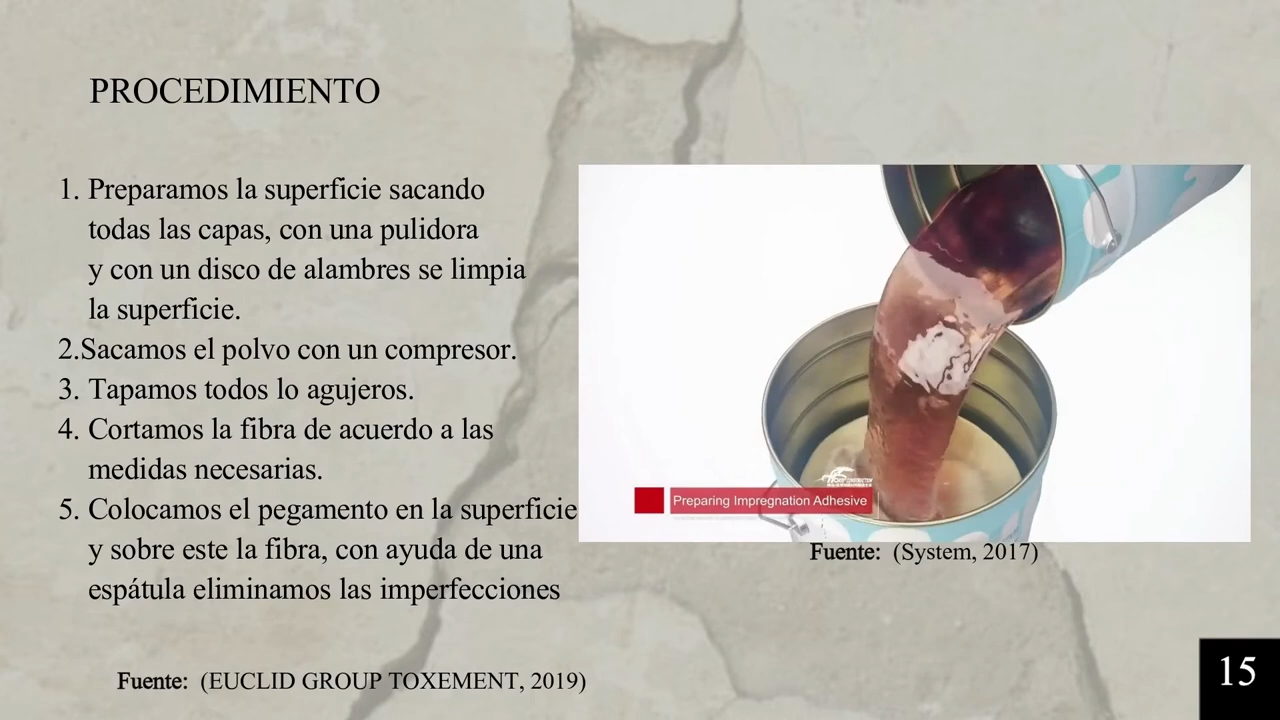 PROCEDIMIENTO
1. Preparamos la superficie sacando
todas las capas, con una pulidora
y con un disco de alambres se limpia
la superficie.
2.Sacamos el polvo con un compresor.
3. Tapamos todos lo agujeros.
4. Cortamos la fibra de acuerdo a las
medidas necesarias.
5. Colocamos el pegamento en la superficie
y sobre este la fibra, con ayuda de una
espátula eliminamos las imperfecciones
Preparing Impregnation Adhesive
Fuente: (System, 2017)
Fuente: (EUCLID GROUP TOXEMENT, 2019)
15